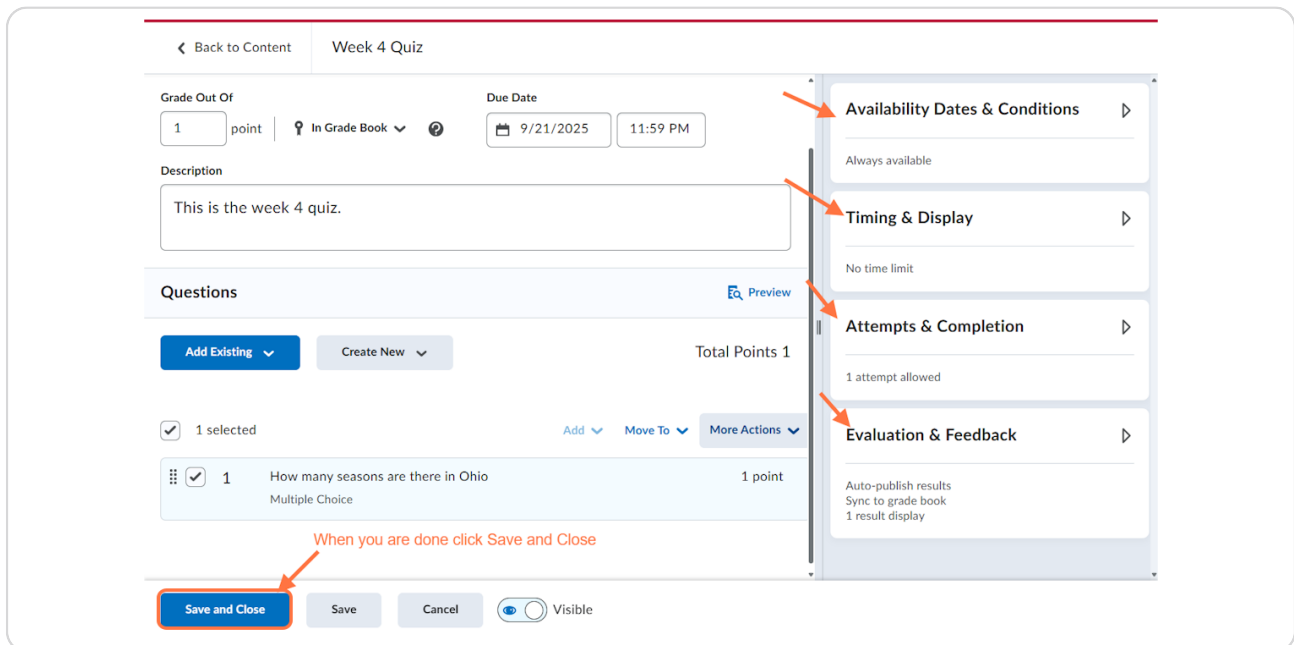 Back to Content
Week 4 Quiz
Grade Out Of
Due Date
1
point
In Grade Book
9/21/2025
11:59 PM
Description
This is the week 4 quiz.
Questions
Preview
Add Existing
Create New
Total Points 1
1 selected
Add
Move To
More Actions
1
How many seasons are there in Ohio
1 point
Multiple Choice
When you are done click Save and Close
Save and Close
Save
Cancel
Visible
Availability Dates & Conditions
Always available
Timing & Display
No time limit
Attempts & Completion
1 attempt allowed
Evaluation & Feedback
Auto-publish results
Sync to grade book
1 result display